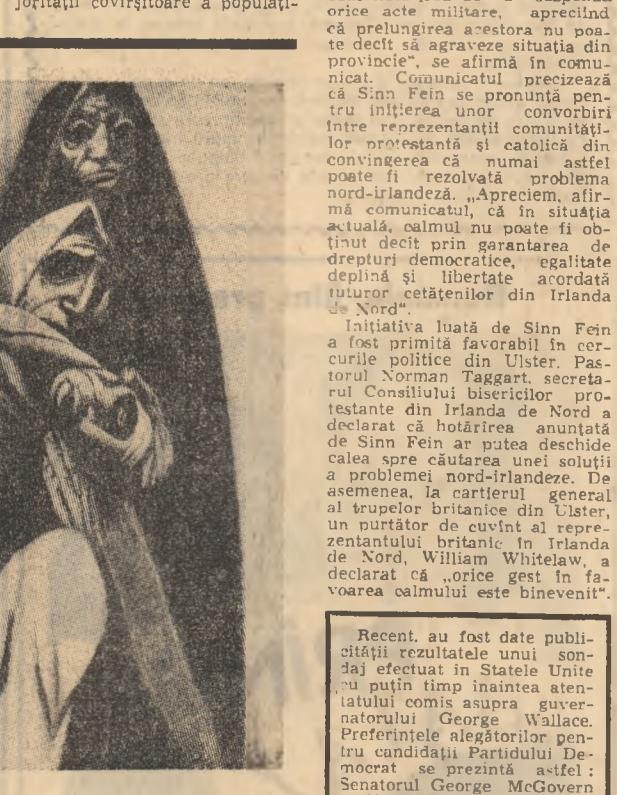 jorității covîrșitoare a populați-
orice acte militare, apreciind
că prelungirea acestora nu poa-
te decît să agraveze situația din
provincie“, se afirmă în comu-
nicat. Comunicatul precizează
că Sinn Fein se pronunță pen-
tru inițierea unor convorbiri
între reprezentanții comunități-
lor protestantă și catolică din
convingerea că numai astfel
poate fi rezolvată problema
nord-irlandeză. „Apreciem, afir-
mă comunicatul, că în situația
actuală, calmul nu poate fi ob-
ținut decît prin garantarea de
drepturi democratice, egalitate
deplină și libertate acordată
tuturor cetățenilor din Irlanda
de Nord“.
Inițiativa luată de Sinn Fein
a fost primită favorabil în cer-
curile politice din Ulster. Pas-
torul Norman Taggart, secreta-
rul Consiliului bisericilor pro-
testante din Irlanda de Nord a
declarat că hotărîrea anunțată
de Sinn Fein ar putea deschide
calea spre căutarea unei soluții
a problemei nord-irlandeze. De
asemenea, la cartierul general
al trupelor britanice din Ulster,
un purtător de cuvînt al repre-
zentantului britanic în Irlanda
de Nord, William Whitelaw, a
declarat că „orice gest în fa-
voarea calmului este binevenit“.
Recent, au fost date publi-
cității rezultatele unui son-
daj efectuat în Statele Unite
cu puțin timp înaintea aten-
tatului comis asupra guver-
natorului George Wallace.
Preferințele alegătorilor pen-
tru candidații Partidului De-
mocrat se prezintă astfel :
Senatorul George McGovern